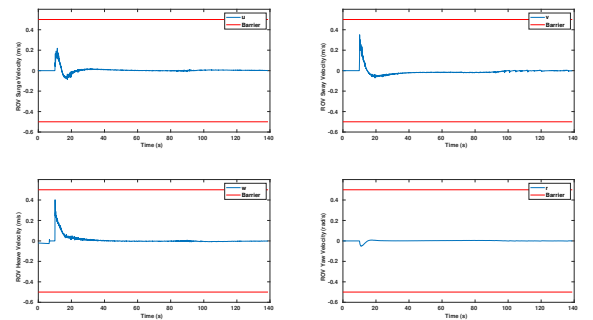 u
Barrier
0.4
0.2
0
-0.2
-0.4
-0.6
0 20 40 60 80 100 120 140
Time (s)
ROV Surge Velocity (m/s)
v
Barrier
0.4
0.2
0
-0.2
-0.4
-0.6
0 20 40 60 80 100 120 140
Time (s)
ROV Sway Velocity (m/s)
w
Barrier
0.4
0.2
0
-0.2
-0.4
-0.6
0 20 40 60 80 100 120 140
Time (s)
ROV Heave Velocity (m/s)
r
Barrier
0.4
0.2
0
-0.2
-0.4
-0.6
0 20 40 60 80 100 120 140
Time (s)
ROV Yaw Velocity (rad/s)